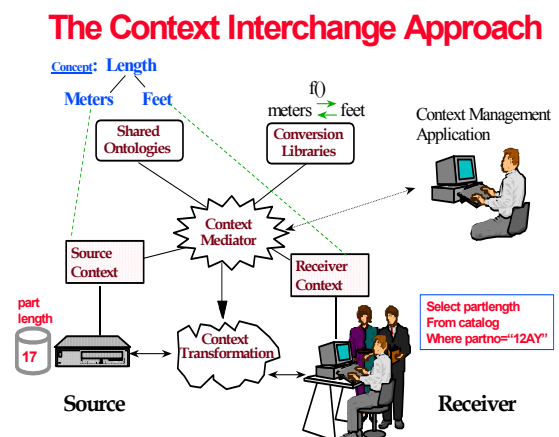 The Context Interchange Approach
Concept: Length
Meters Feet
f()
meters feet
Shared
Ontologies
Conversion
Libraries
Context Management
Application
Context
Mediator
Source
Context
Receiver
Context
part
length
17
Context
Transformation
Select partlength
From catalog
Where partno="12AY"
Source
Receiver